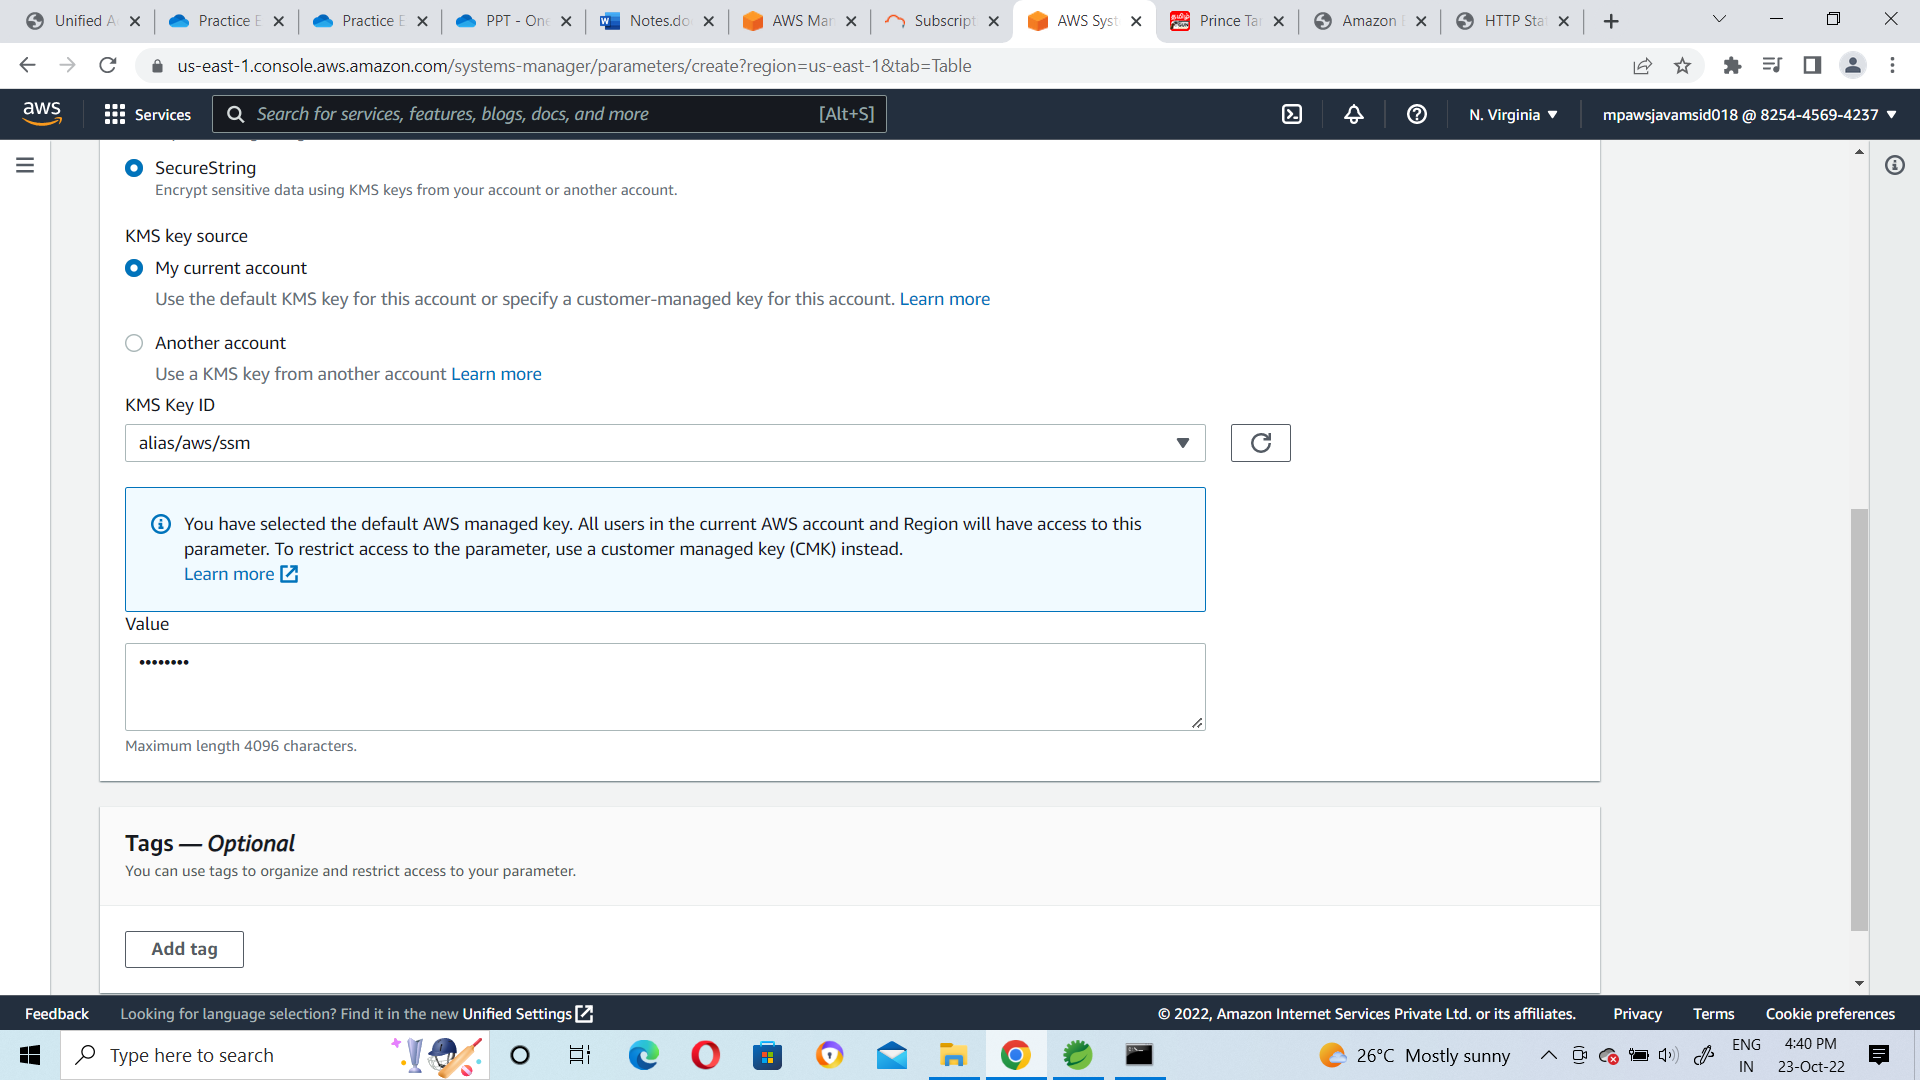 Unified A
Practice E
Practice E
PPT - One
Notes.do
AWS Man
Subscript
AWS Syst
Prince Tar
Amazon
HTTP Stat
us-east-1.console.aws.amazon.com/systems-manager/parameters/create?region=us-east-1&tab=Table
aws
Services
Search for services, features, blogs, docs, and more
[Alt+S]
N. Virginia
mpawsjavamsid018 @ 8254-4569-4237
SecureString
Encrypt sensitive data using KMS keys from your account or another account.
KMS key source
My current account
Use the default KMS key for this account or specify a customer-managed key for this account. Learn more
Another account
Use a KMS key from another account Learn more
KMS Key ID
alias/aws/ssm
You have selected the default AWS managed key. All users in the current AWS account and Region will have access to this
parameter. To restrict access to the parameter, use a customer managed key (CMK) instead.
Learn more
Value
••••••••
Maximum length 4096 characters.
Tags — Optional
You can use tags to organize and restrict access to your parameter.
Add tag
Feedback
Looking for language selection? Find it in the new Unified Settings
© 2022, Amazon Internet Services Private Ltd. or its affiliates.
Privacy
Terms
Cookie preferences
Type here to search
26°C Mostly sunny
ENG
IN
4:40 PM
23-Oct-22